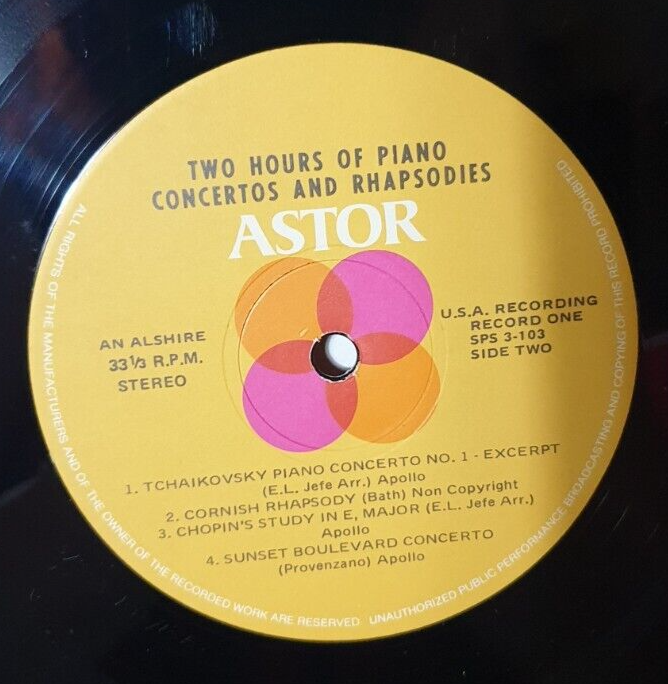 TWO HOURS OF PIANO
CONCERTOS AND RHAPSODIES
ASTOR
AN ALSHIRE
33⅓ R.P.M.
STEREO
U.S.A. RECORDING
RECORD ONE
SPS 3-103
SIDE TWO
1. TCHAIKOVSKY PIANO CONCERTO NO. 1 - EXCERPT
(E.L. Jefe Arr.) Apollo
2. CORNISH RHAPSODY (Bath) Non Copyright
3. CHOPIN'S STUDY IN E, MAJOR (E.L. Jefe Arr.)
Apollo
4. SUNSET BOULEVARD CONCERTO
(Provenzano) Apollo
ALL RIGHTS OF THE MANUFACTURERS AND OF THE OWNER OF THE RECORDED WORK ARE RESERVED UNAUTHORIZED PUBLIC PERFORMANCE BROADCASTING AND COPYING OF THIS RECORD PROHIBITED